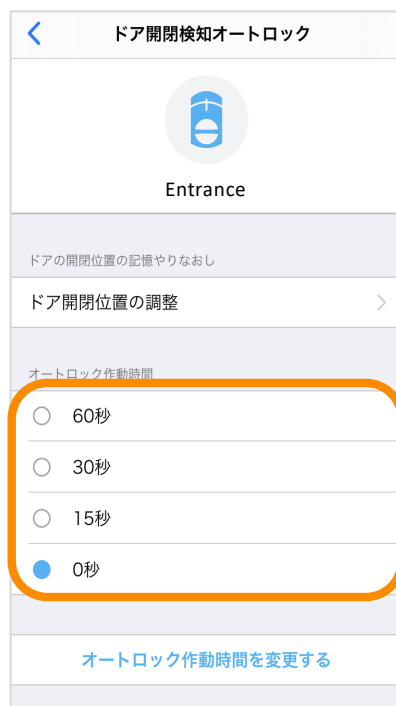 ドア開閉検知オートロック
Entrance
ドアの開閉位置の記憶やりなおし
ドア開閉位置の調整
オートロック作動時間
60秒
30秒
15秒
0秒
オートロック作動時間を変更する